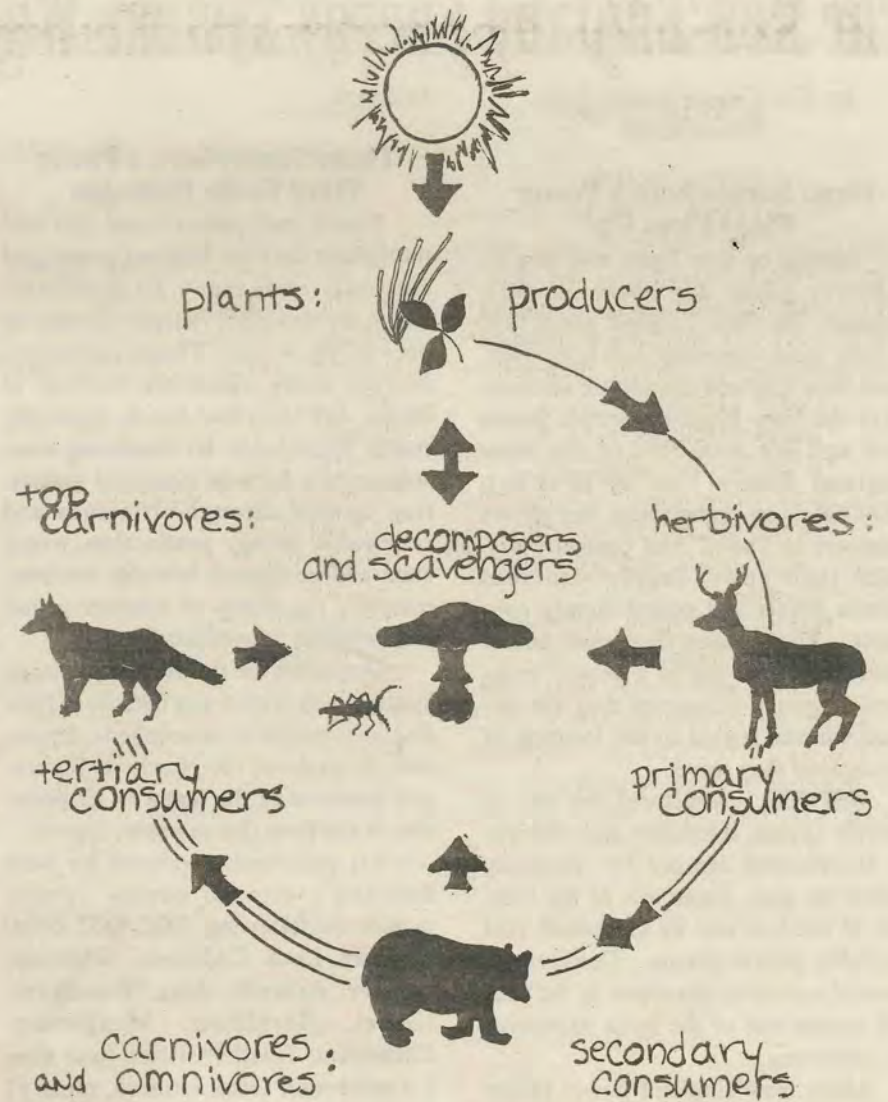 plants:
producers
top
carnivores:
decomposers
and scavengers
herbivores:
tertiary
consumers
primary
consumers
carnivores
and omnivores:
secondary
consumers